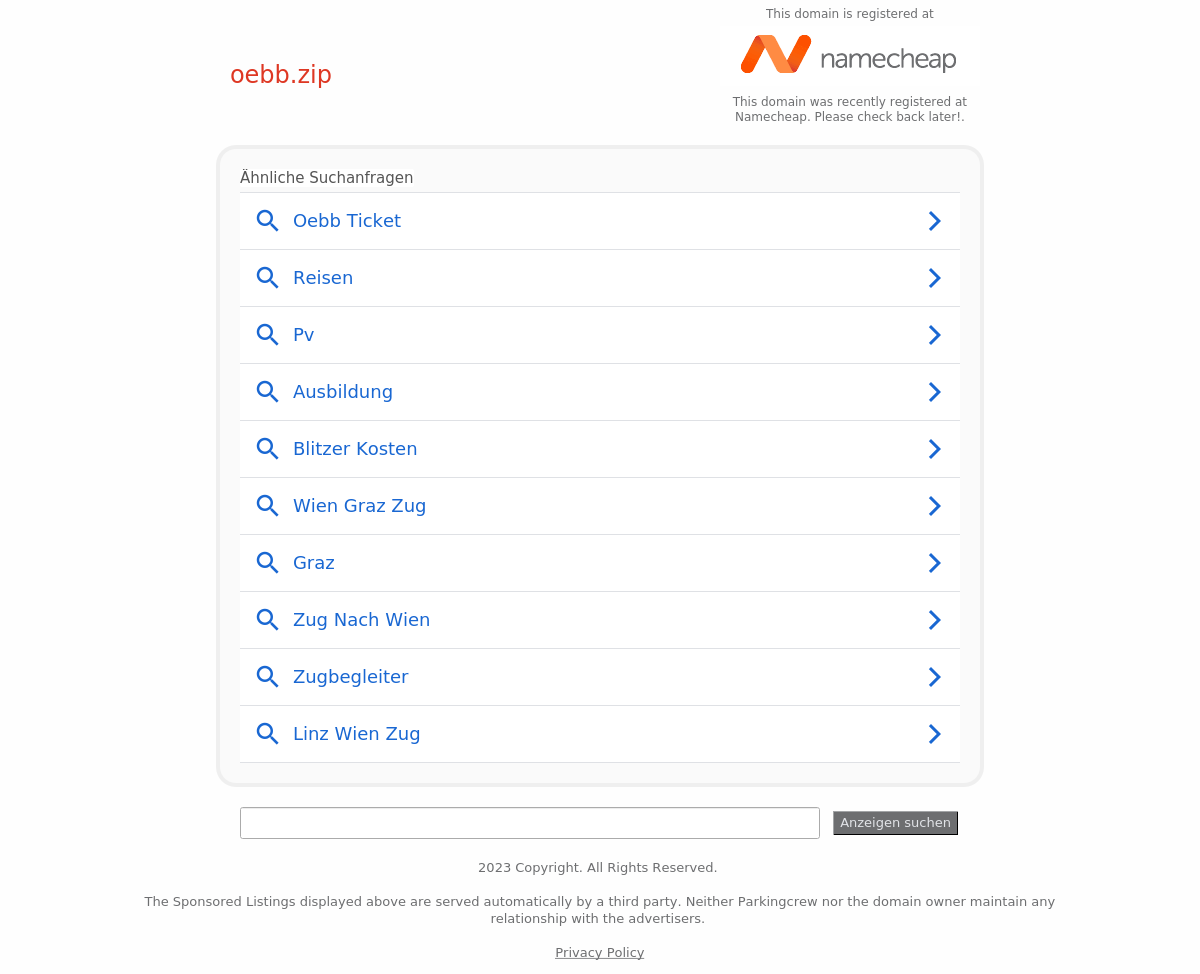 This domain is registered at
namecheap
oebb.zip
This domain was recently registered at
Namecheap. Please check back later!.
Ähnliche Suchanfragen
Oebb Ticket
Reisen
Pv
Ausbildung
Blitzer Kosten
Wien Graz Zug
Graz
Zug Nach Wien
Zugbegleiter
Linz Wien Zug
Anzeigen suchen
2023 Copyright. All Rights Reserved.
The Sponsored Listings displayed above are served automatically by a third party. Neither Parkingcrew nor the domain owner maintain any
relationship with the advertisers.
Privacy Policy